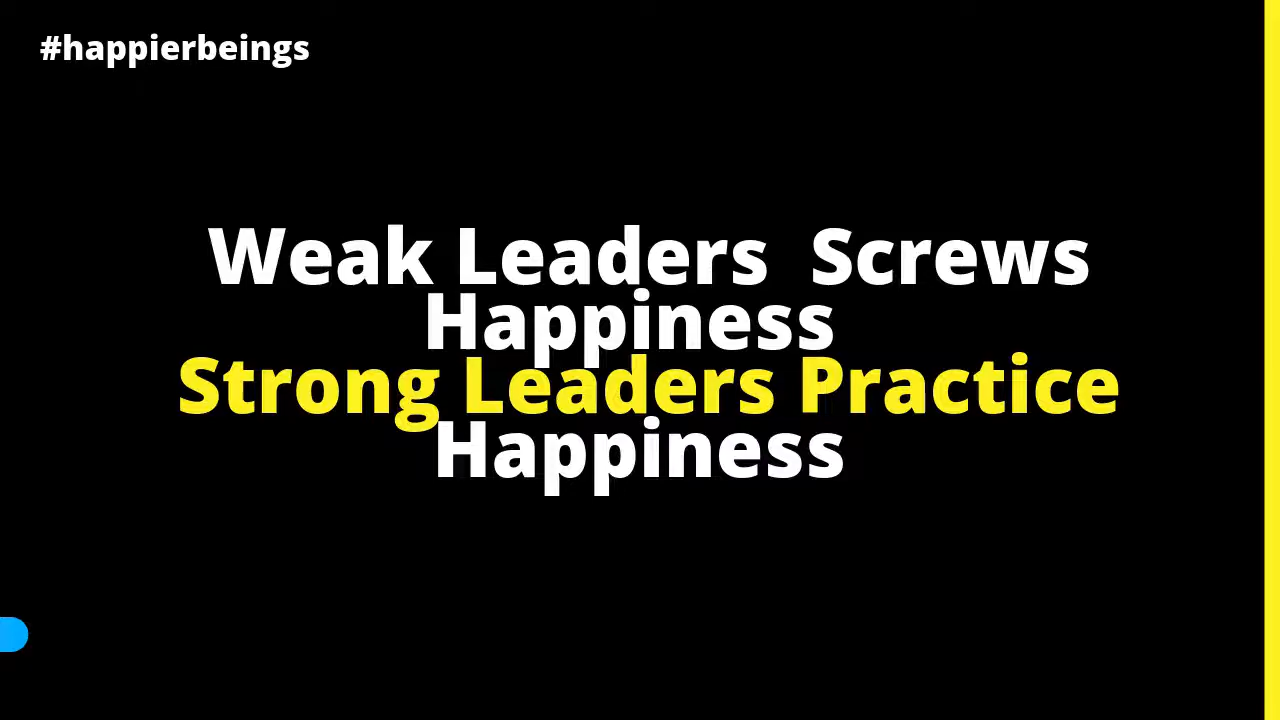 #happierbeings
Weak Leaders  Screws
Happiness
Strong Leaders Practice
Happiness